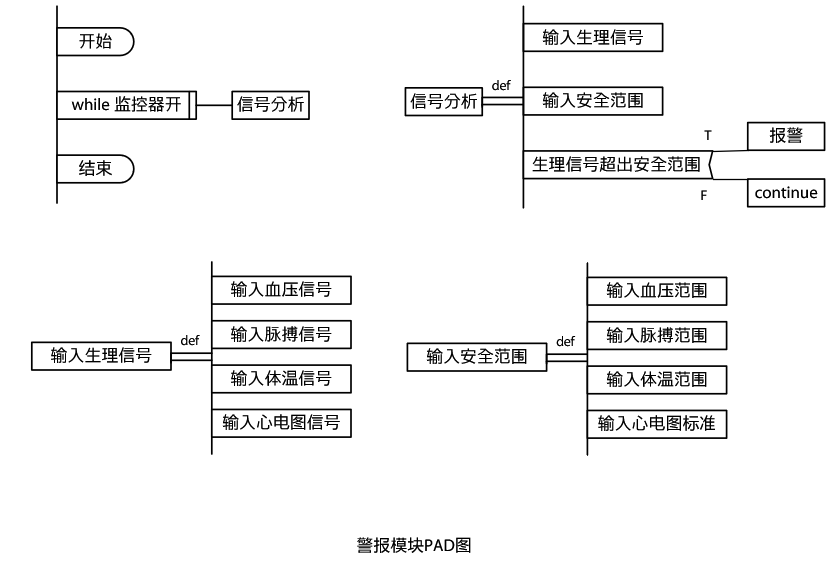 开始
while 监控器开
信号分析
结束
信号分析
def
输入生理信号
输入安全范围
生理信号超出安全范围
T
报警
F
continue
输入生理信号
def
输入血压信号
输入脉搏信号
输入体温信号
输入心电图信号
输入安全范围
def
输入血压范围
输入脉搏范围
输入体温范围
输入心电图标准
警报模块PAD图